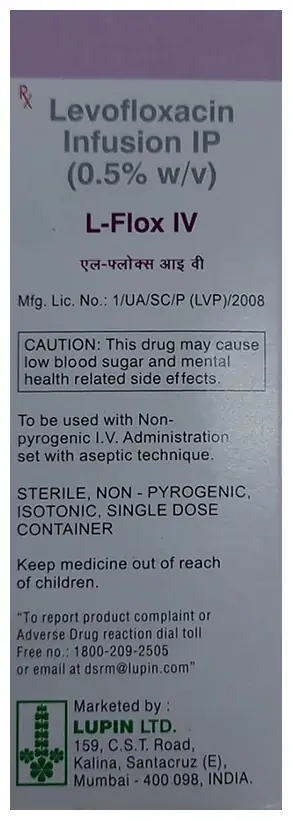 Rx
Levofloxacin
Infusion IP
(0.5% w/v)
L-Flox IV
एल-फ्लोक्स आइ वी
Mfg. Lic. No.: 1/UA/SC/P (LVP)/2008
CAUTION: This drug may cause
low blood sugar and mental
health related side effects.
To be used with Non-
pyrogenic I.V. Administration
set with aseptic technique.
STERILE, NON - PYROGENIC,
ISOTONIC, SINGLE DOSE
CONTAINER
Keep medicine out of reach
of children.
“To report product complaint or
Adverse Drug reaction dial toll
Free no.: 1800-209-2505
or email at dsrm@lupin.com”
Marketed by :
LUPIN LTD.
159, C.S.T. Road,
Kalina, Santacruz (E),
Mumbai - 400 098, INDIA.